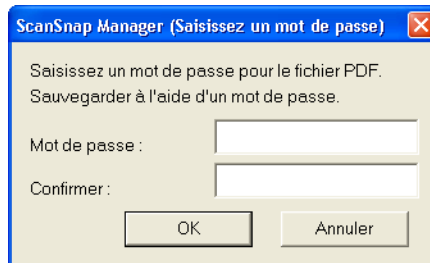 ScanSnap Manager (Saisissez un mot de passe)
Saisissez un mot de passe pour le fichier PDF.
Sauvegarder à l'aide d'un mot de passe.
Mot de passe :
Confirmer :
OK Annuler